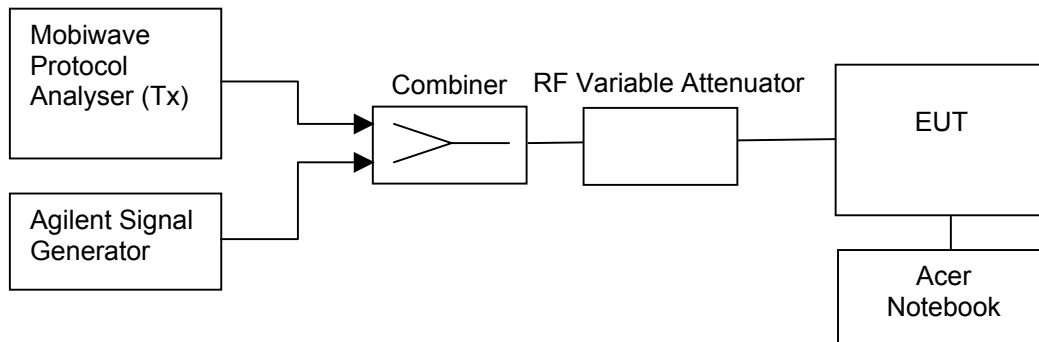 Mobiwave
Protocol
Analyser (Tx)
Combiner
RF Variable Attenuator
EUT
Agilent Signal
Generator
Acer
Notebook